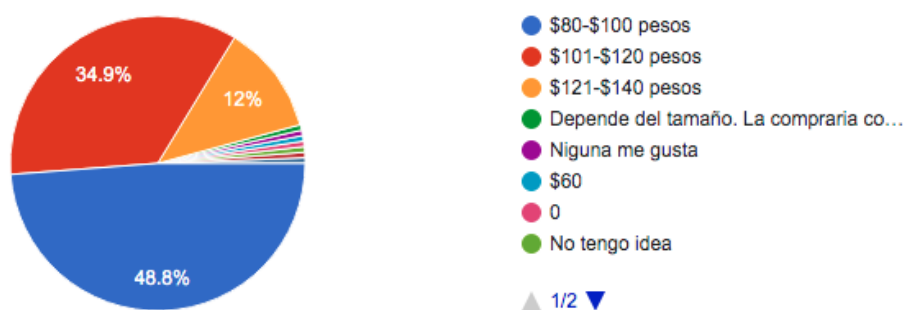 34.9%
12%
48.8%
$80-$100 pesos
$101-$120 pesos
$121-$140 pesos
Depende del tamaño. La compraria co…
Niguna me gusta
$60
0
No tengo idea
1/2